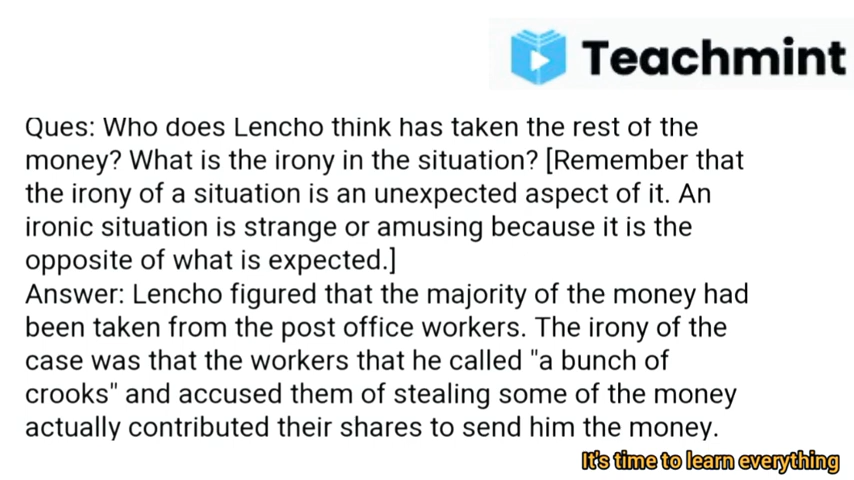 Teachmint
Ques: Who does Lencho think has taken the rest of the
money? What is the irony in the situation? [Remember that
the irony of a situation is an unexpected aspect of it. An
ironic situation is strange or amusing because it is the
opposite of what is expected.]
Answer: Lencho figured that the majority of the money had
been taken from the post office workers. The irony of the
case was that the workers that he called "a bunch of
crooks" and accused them of stealing some of the money
actually contributed their shares to send him the money.
It's time to learn everything